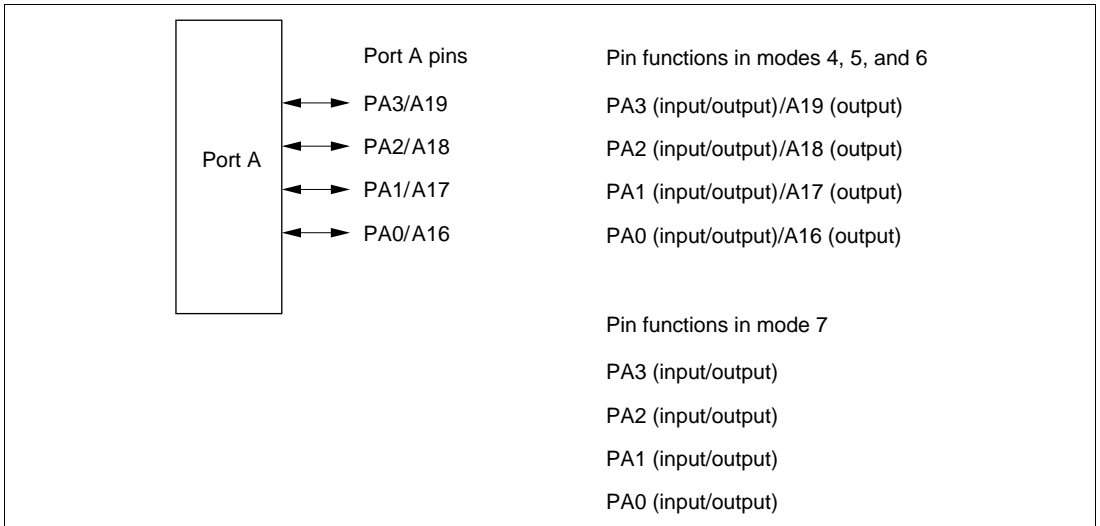 Port A
Port A pins
PA3/A19
PA2/A18
PA1/A17
PA0/A16
Pin functions in modes 4, 5, and 6
PA3 (input/output)/A19 (output)
PA2 (input/output)/A18 (output)
PA1 (input/output)/A17 (output)
PA0 (input/output)/A16 (output)
Pin functions in mode 7
PA3 (input/output)
PA2 (input/output)
PA1 (input/output)
PA0 (input/output)